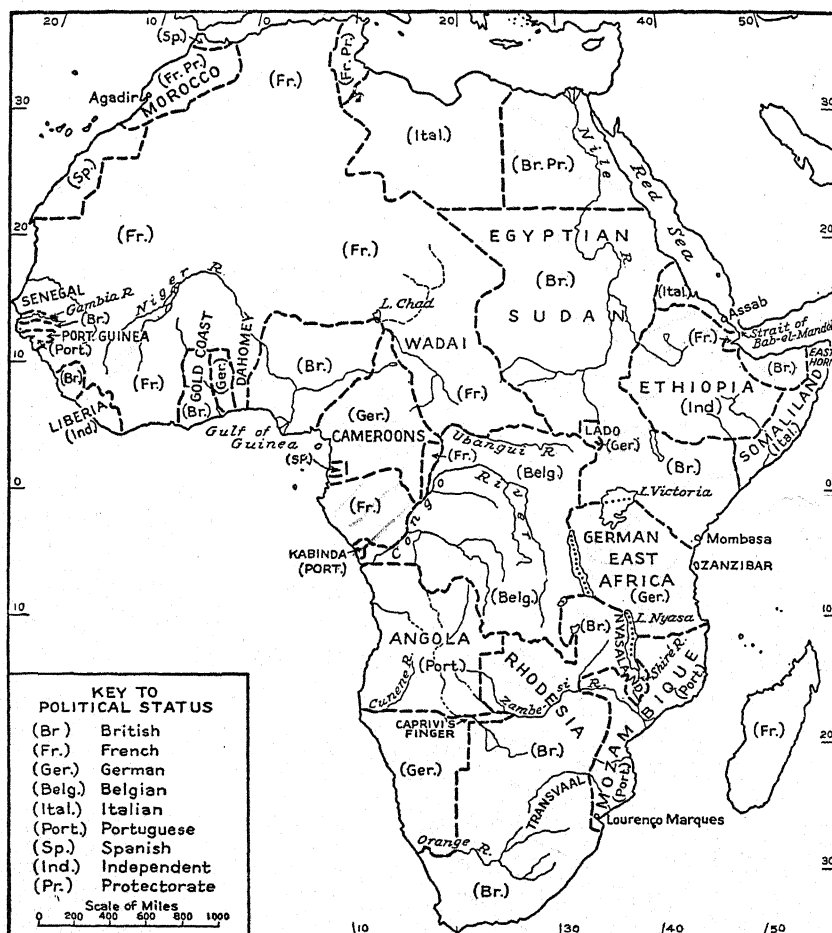 20 10 0 10 20 30 40 50
(Sp.)
(Fr. Pr.)
MOROCCO
Agadir
(Fr.)
(Fr. Pr.)
30
30
(Ital.)
(Br. Pr.)
Nile
R.
Red
Sea
(Sp.)
20
20
(Fr.)
(Fr.)
EGYPTIAN
(Br.)
SUDAN
Niger R.
SENEGAL
Gambia R.
(Br.)
PORT. GUINEA
(Port.)
L. Chad
(Ital.)
Assab
Strait of
Bab-el-Mandeb
(Fr.)
EAST
HORN
(Br.)
10
10
(Br.)
(Fr.)
GOLD COAST
(Br.)
(Ger.)
DAHOMEY
(Br.)
WADAI
(Fr.)
ETHIOPIA
(Ind)
LIBERIA
(Ind)
Gulf of
Guinea
(Ger.)
CAMEROONS
(Sp.)
(Fr.)
Ubangui R.
(Belg.)
LADO
(Ger.)
(Br.)
SOMALILAND
(Ital.)
0
0
(Fr.)
Congo
River
L. Victoria
KABINDA
(PORT.)
(Belg.)
GERMAN
EAST
AFRICA
(Ger.)
Mombasa
ZANZIBAR
10
10
ANGOLA
(Port.)
Cunene R.
(Br.)
NYASALAND
L. Nyasa
Shiré R.
RHODESIA
Zambesi
R.
(Br.)
MOZAMBIQUE
(Port.)
(Port.)
CAPRIVI'S
FINGER
(Ger.)
(Fr.)
20
20
TRANSVAAL
Lourenço Marques
Orange R.
(Br.)
30
30
KEY TO
POLITICAL STATUS
(Br) British
(Fr.) French
(Ger.) German
(Belg.) Belgian
(Ital.) Italian
(Port.) Portuguese
(Sp.) Spanish
(Ind.) Independent
(Pr.) Protectorate
Scale of Miles
0 200 400 600 1000
10 30 40 50